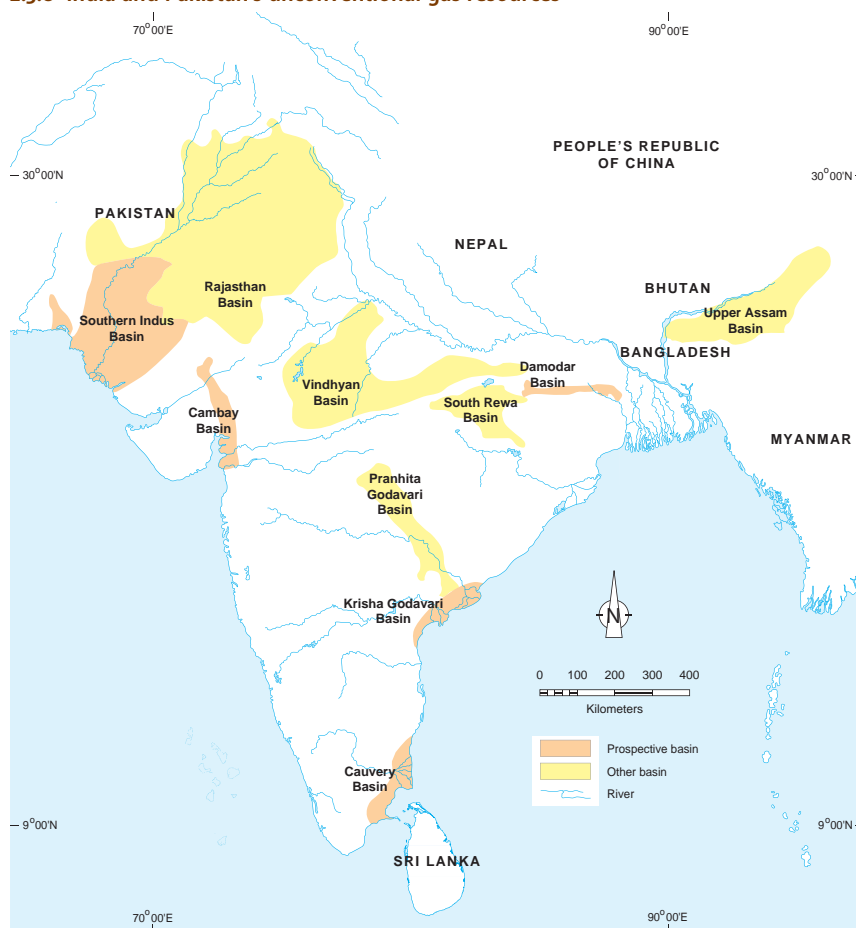 70°00'E
90°00'E
PEOPLE'S REPUBLIC
OF CHINA
30°00'N
30°00'N
PAKISTAN
NEPAL
BHUTAN
Rajasthan
Basin
Southern Indus
Basin
Upper Assam
Basin
BANGLADESH
Damodar
Basin
Vindhyan
Basin
South Rewa
Basin
Cambay
Basin
MYANMAR
Pranhita
Godavari
Basin
Krisha Godavari
Basin
N
0 100 200 300 400
Kilometers
Prospective basin
Other basin
River
Cauvery
Basin
9°00'N
9°00'N
SRI LANKA
70°00'E
90°00'E